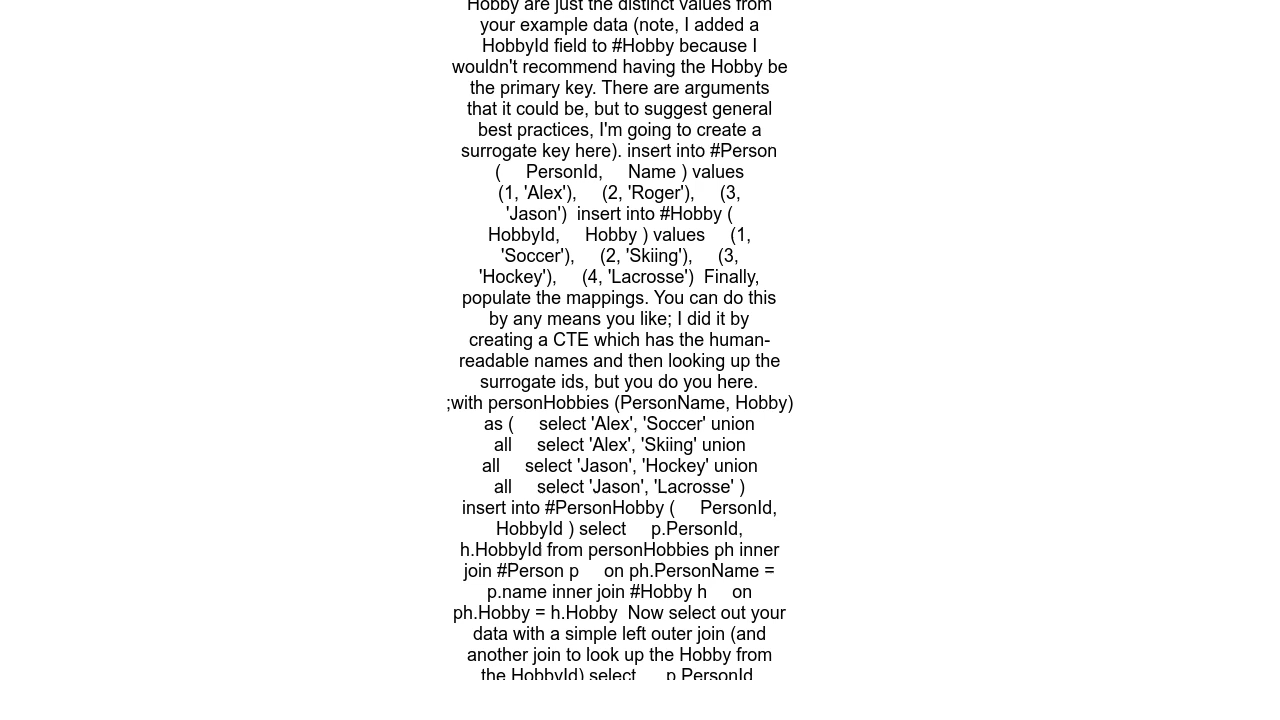 Hobby are just the distinct values from
your example data (note, I added a
HobbyId field to #Hobby because I
wouldn't recommend having the Hobby be
the primary key. There are arguments
that it could be, but to suggest general
best practices, I'm going to create a
surrogate key here). insert into #Person
(     PersonId,     Name ) values
(1, 'Alex'),     (2, 'Roger'),     (3,
'Jason')  insert into #Hobby (
HobbyId,     Hobby ) values     (1,
'Soccer'),     (2, 'Skiing'),     (3,
'Hockey'),     (4, 'Lacrosse')  Finally,
populate the mappings. You can do this
by any means you like; I did it by
creating a CTE which has the human-
readable names and then looking up the
surrogate ids, but you do you here.
;with personHobbies (PersonName, Hobby)
as (     select 'Alex', 'Soccer' union
all     select 'Alex', 'Skiing' union
all     select 'Jason', 'Hockey' union
all     select 'Jason', 'Lacrosse' )
insert into #PersonHobby (     PersonId,
HobbyId ) select     p.PersonId,
h.HobbyId from personHobbies ph inner
join #Person p     on ph.PersonName =
p.name inner join #Hobby h     on
ph.Hobby = h.Hobby  Now select out your
data with a simple left outer join (and
another join to look up the Hobby from
the HobbyId) select     p.PersonId